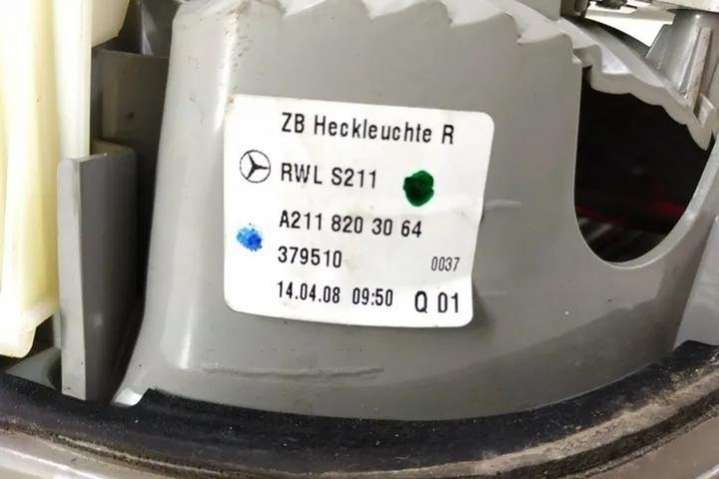 ZB Heckleuchte R
RWL S211
A211 820 30 64
379510 0037
14.04.08 09:50 Q 01